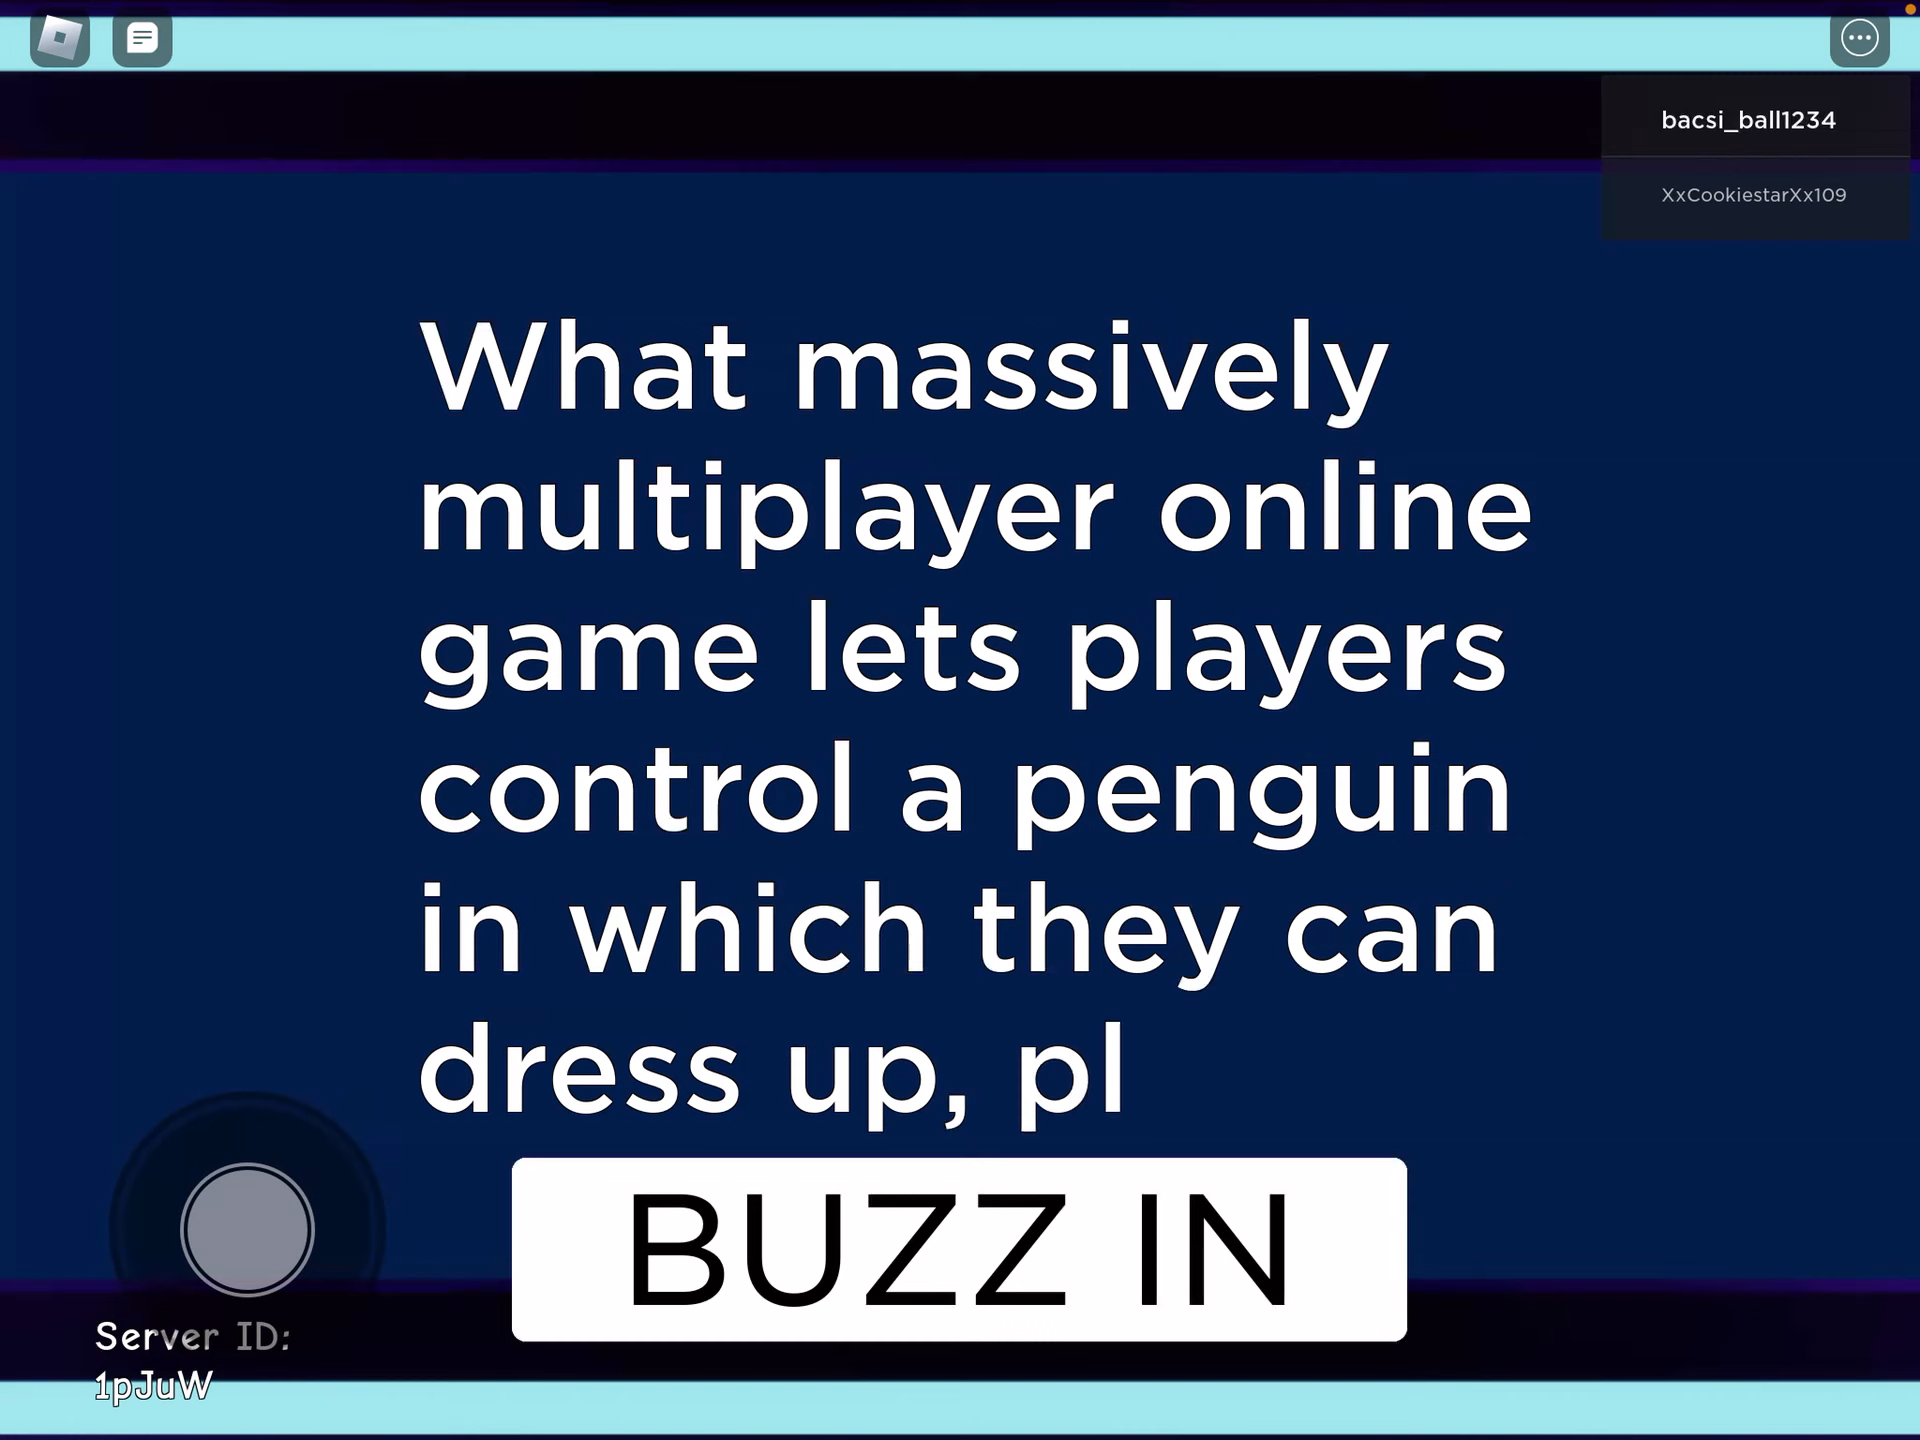 bacsi_ball1234
XxCookiestarXx109
What massively
multiplayer online
game lets players
control a penguin
in which they can
dress up, pl
BUZZ IN
Server ID:
1pJuW